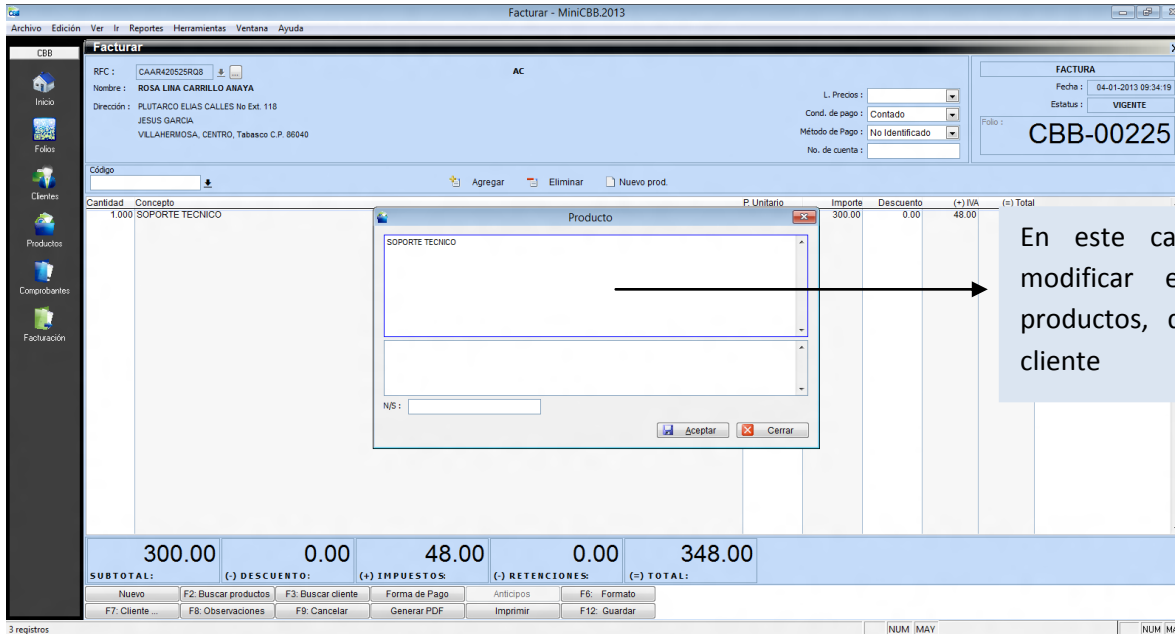 Facturar - MiniCBB.2013
Archivo Edición Ver Ir Reportes Herramientas Ventana Ayuda
CBB
Inicio
Folios
Clientes
Productos
Comprobantes
Facturación
Facturar
RFC : CAAR420525RQ8 ...
AC
Nombre : ROSA LINA CARRILLO ANAYA
Dirección : PLUTARCO ELIAS CALLES No Ext. 118
JESUS GARCIA
VILLAHERMOSA, CENTRO, Tabasco C.P. 86040
L. Precios :
Cond. de pago : Contado
Método de Pago : No Identificado
No. de cuenta :
FACTURA
Fecha : 04-01-2013 09:34:19
Estatus : VIGENTE
Folio : CBB-00225
Código
Agregar Eliminar Nuevo prod.
Cantidad Concepto P. Unitario Importe Descuento (+) IVA (=) Total
1.000 SOPORTE TECNICO 300.00 0.00 48.00
Producto
SOPORTE TECNICO
N/S :
Aceptar Cerrar
En este ca
modificar e
productos,
cliente
300.00 0.00 48.00 0.00 348.00
SUBTOTAL: (-) DESCUENTO: (+) IMPUESTOS: (-) RETENCIONES: (=) TOTAL:
Nuevo F2: Buscar productos F3: Buscar cliente Forma de Pago Anticipos F6: Formato
F7: Cliente ... F8: Observaciones F9: Cancelar Generar PDF Imprimir F12: Guardar
3 registros NUM MAY NUM